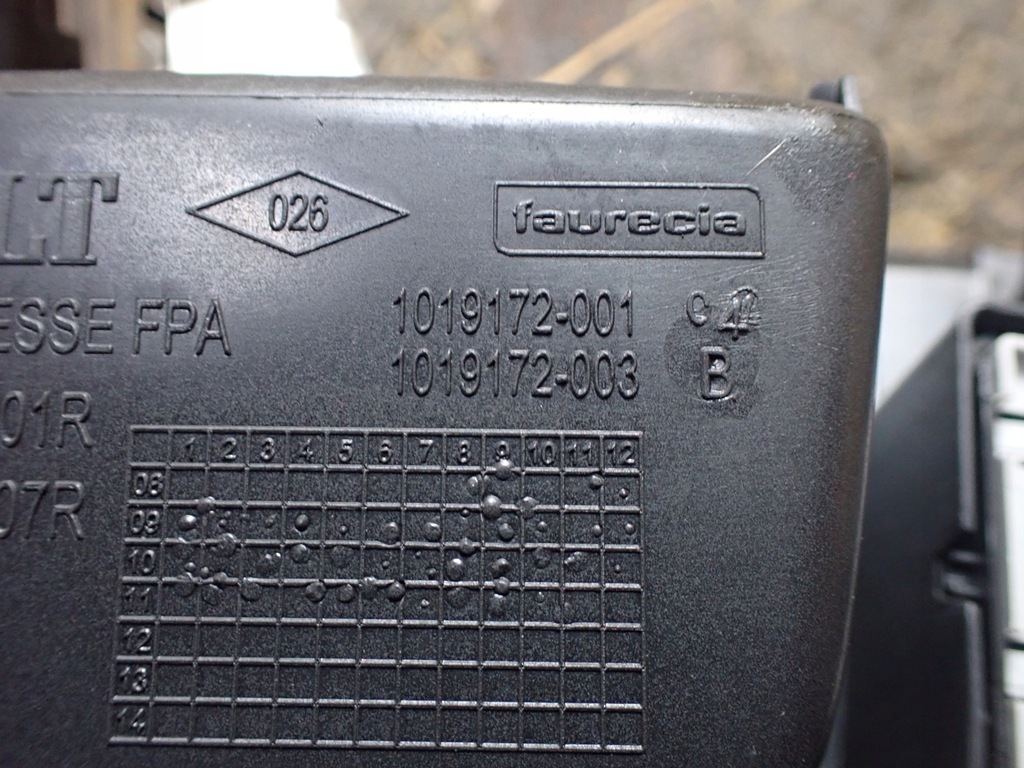 LT
026
faurecia
ESSE FPA
1019172-001 C
1019172-003 B
01R
07R
1 2 3 4 5 6 7 8 9 10 11 12
08
09
10
11
12
13
14